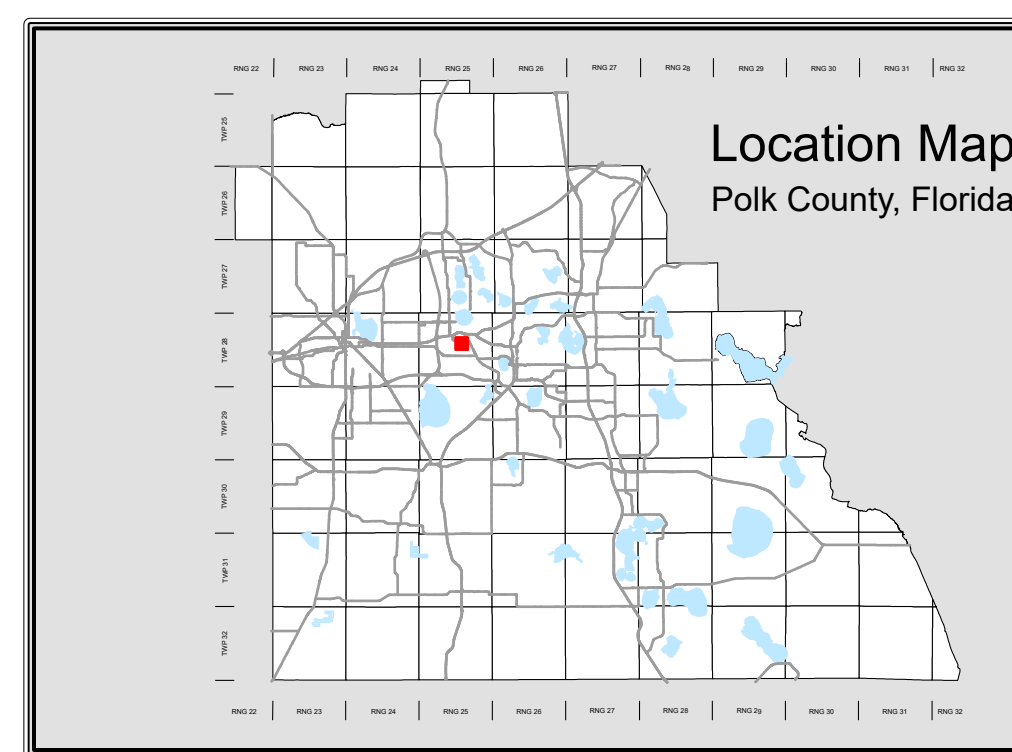 RNG 22 RNG 23 RNG 24 RNG 25 RNG 26 RNG 27 RNG 28 RNG 29 RNG 30 RNG 31 RNG 32
TWP 25
Location Map
Polk County, Florida
TWP 26
TWP 27
TWP 28
TWP 29
TWP 30
TWP 31
TWP 32
RNG 22 RNG 23 RNG 24 RNG 25 RNG 26 RNG 27 RNG 28 RNG 29 RNG 30 RNG 31 RNG 32